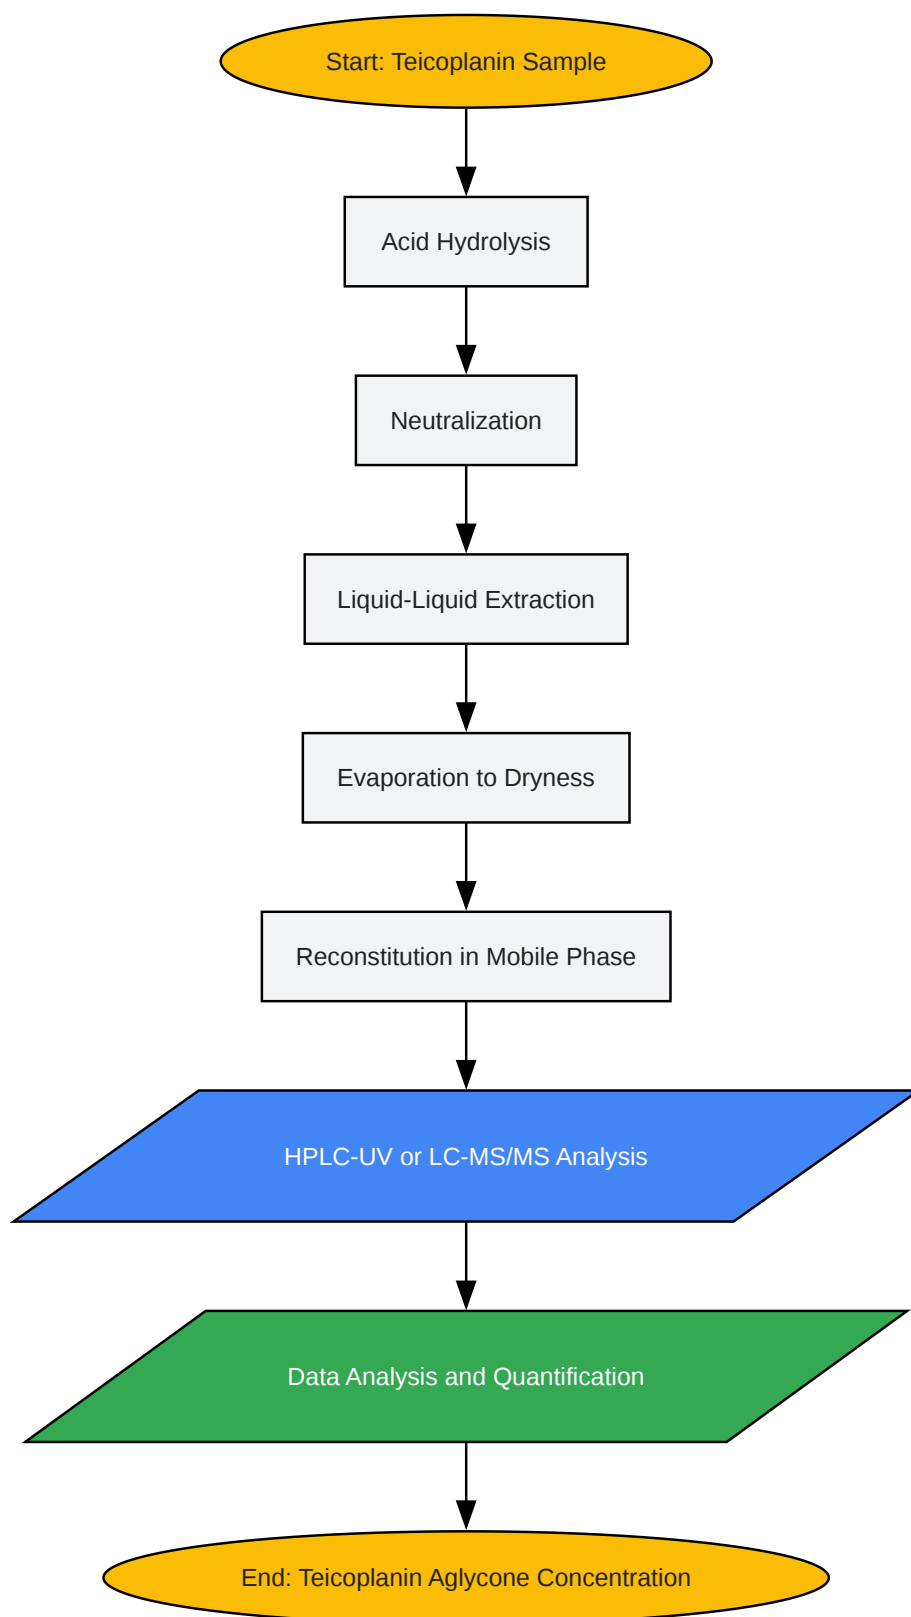 Start: Teicoplanin Sample
Acid Hydrolysis
Neutralization
Liquid-Liquid Extraction
Evaporation to Dryness
Reconstitution in Mobile Phase
HPLC-UV or LC-MS/MS Analysis
Data Analysis and Quantification
End: Teicoplanin Aglycone Concentration